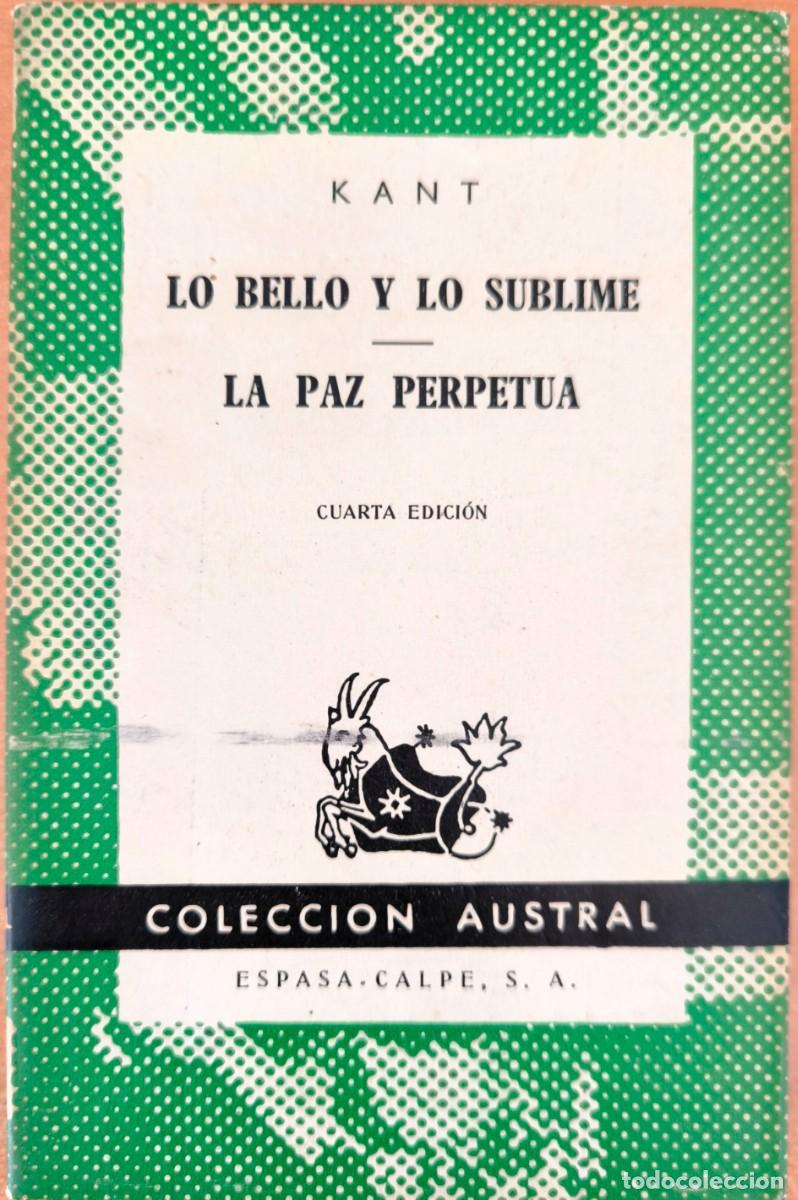 KANT
LO BELLO Y LO SUBLIME
LA PAZ PERPETUA
CUARTA EDICIÓN
COLECCION AUSTRAL
ESPASA-CALPE, S. A.
todocoleccion